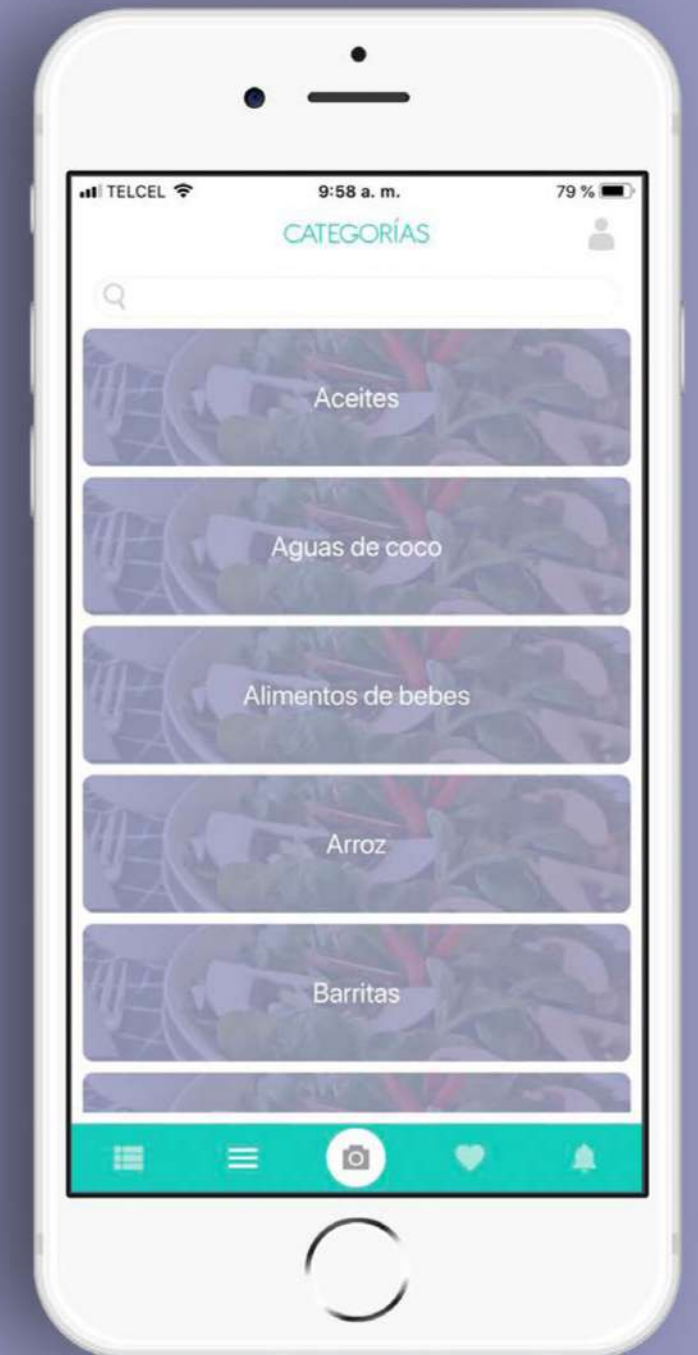 TELCEL 9:58 a. m. 79 %
CATEGORÍAS
Aceites
Aguas de coco
Alimentos de bebes
Arroz
Barritas